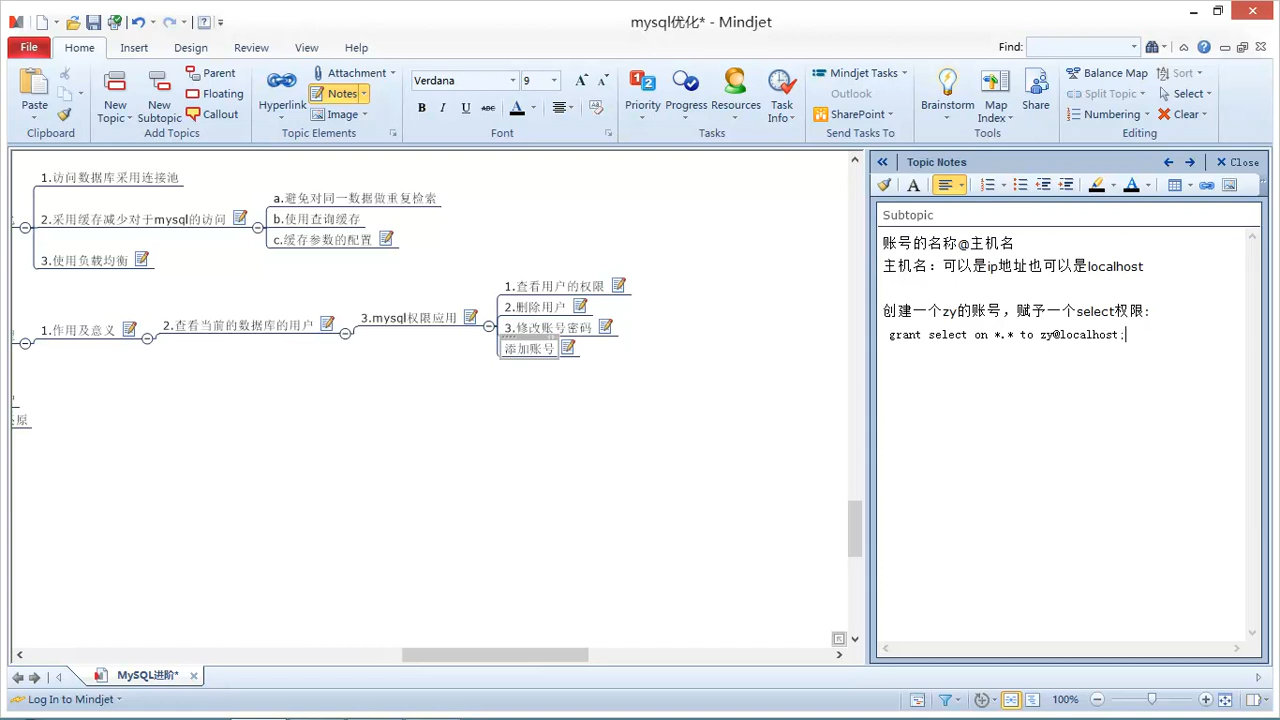 mysql优化* - Mindjet
File
Home
Insert
Design
Review
View
Help
Find:
Paste
Clipboard
New Topic
New Subtopic
Parent
Floating
Callout
Add Topics
Hyperlink
Attachment
Notes
Image
Topic Elements
Verdana
9
B I U abc A
Font
Priority
Progress
Resources
Task Info
Tasks
Mindjet Tasks
Outlook
SharePoint
Send Tasks To
Brainstorm
Map Index
Share
Tools
Balance Map
Split Topic
Numbering
Sort
Select
Clear
Editing
1.访问数据库采用连接池
2.采用缓存减少对于mysql的访问
3.使用负载均衡
a.避免对同一数据做重复检索
b.使用查询缓存
c.缓存参数的配置
1.作用及意义
2.查看当前的数据库的用户
3.mysql权限应用
1.查看用户的权限
2.删除用户
3.修改账号密码
添加账号
原
Topic Notes
Close
Subtopic
账号的名称@主机名
主机名：可以是ip地址也可以是localhost
创建一个zy的账号，赋予一个select权限:
grant select on *.* to zy@localhost;
MySQL进阶*
Log In to Mindjet
100%